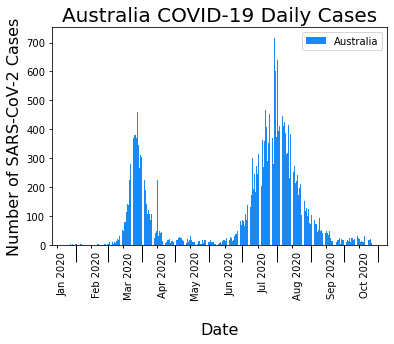 Australia COVID-19 Daily Cases
Number of SARS-CoV-2 Cases
700
600
500
400
300
200
100
0
Australia
Jan 2020
Feb 2020
Mar 2020
Apr 2020
May 2020
Jun 2020
Jul 2020
Aug 2020
Sep 2020
Oct 2020
Date